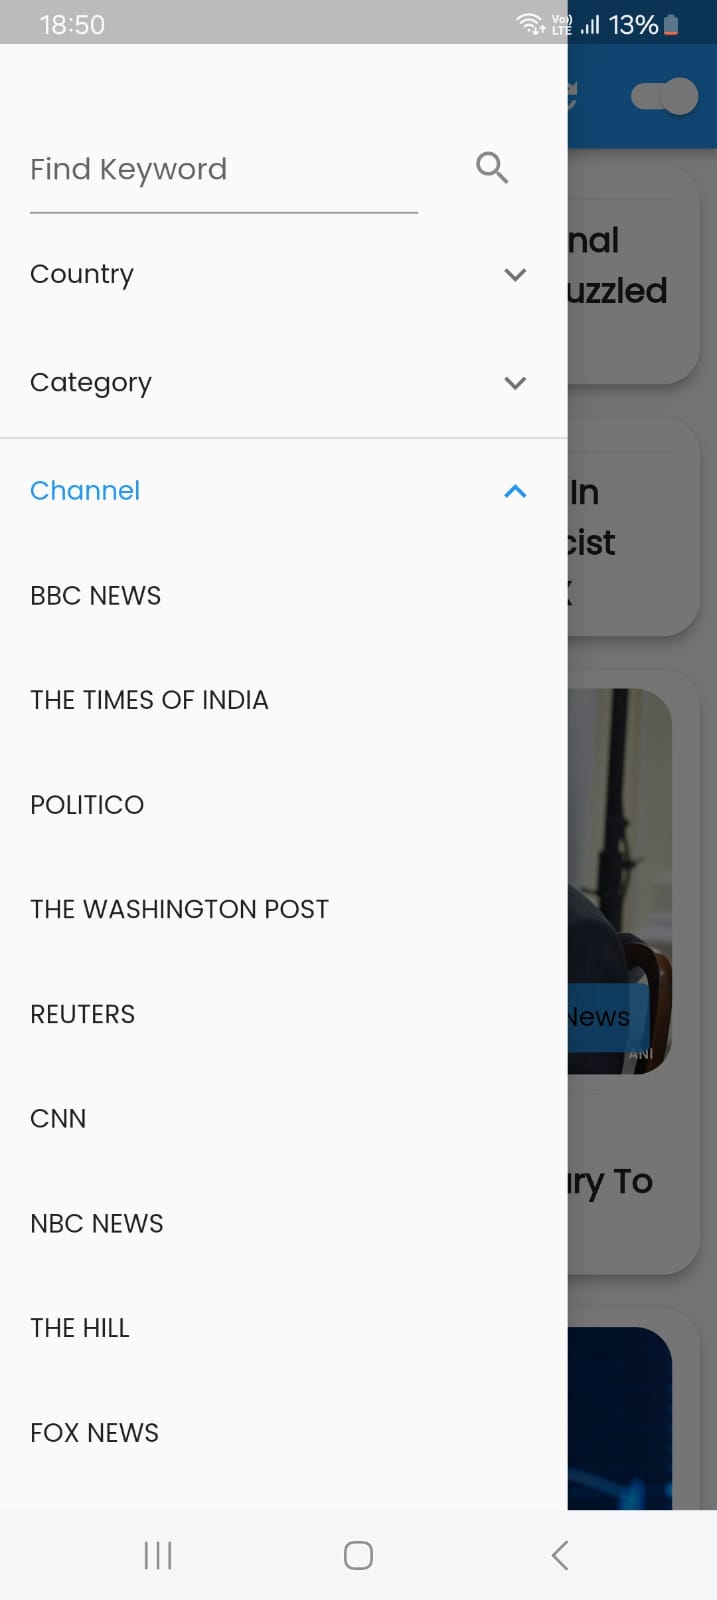 18:50
Vo)) LTE 13%
Find Keyword
Country
Category
Channel
BBC NEWS
THE TIMES OF INDIA
POLITICO
THE WASHINGTON POST
REUTERS
CNN
NBC NEWS
THE HILL
FOX NEWS
nal
uzzled
In
cist
News
ANI
ary To